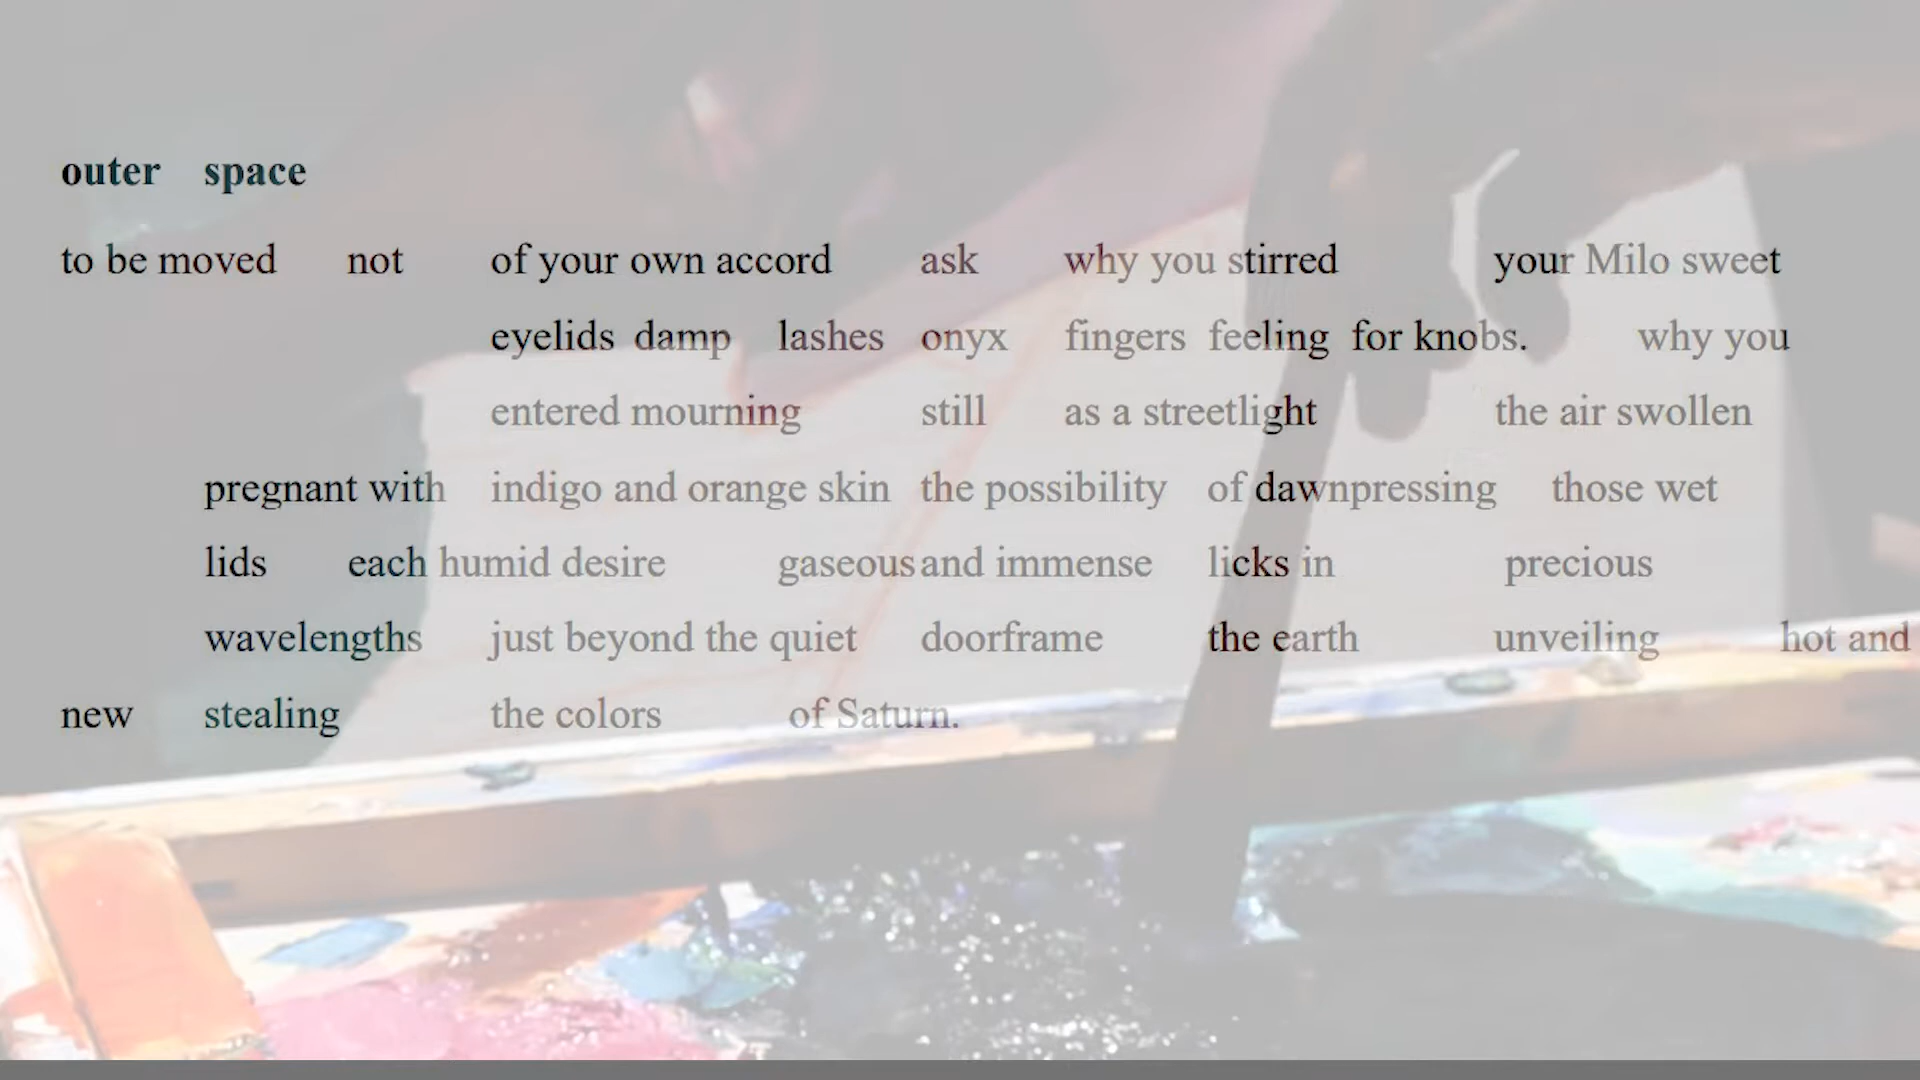 outer space
to be moved not of your own accord ask why you stirred your Milo sweet
eyelids damp lashes onyx fingers feeling for knobs. why you
entered mourning still as a streetlight the air swollen
pregnant with indigo and orange skin the possibility of dawnpressing those wet
lids each humid desire gaseous and immense licks in precious
wavelengths just beyond the quiet doorframe the earth unveiling hot and
new stealing the colors of Saturn.